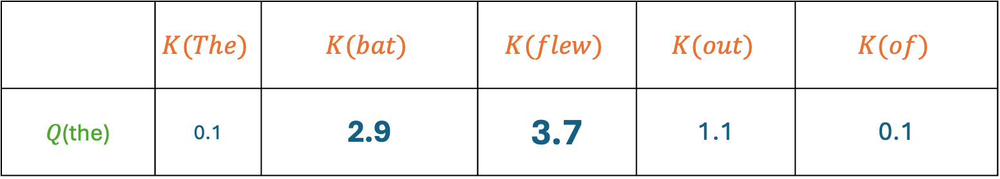 K(The) K(bat) K(flew) K(out) K(of)
Q(the) 0.1 2.9 3.7 1.1 0.1